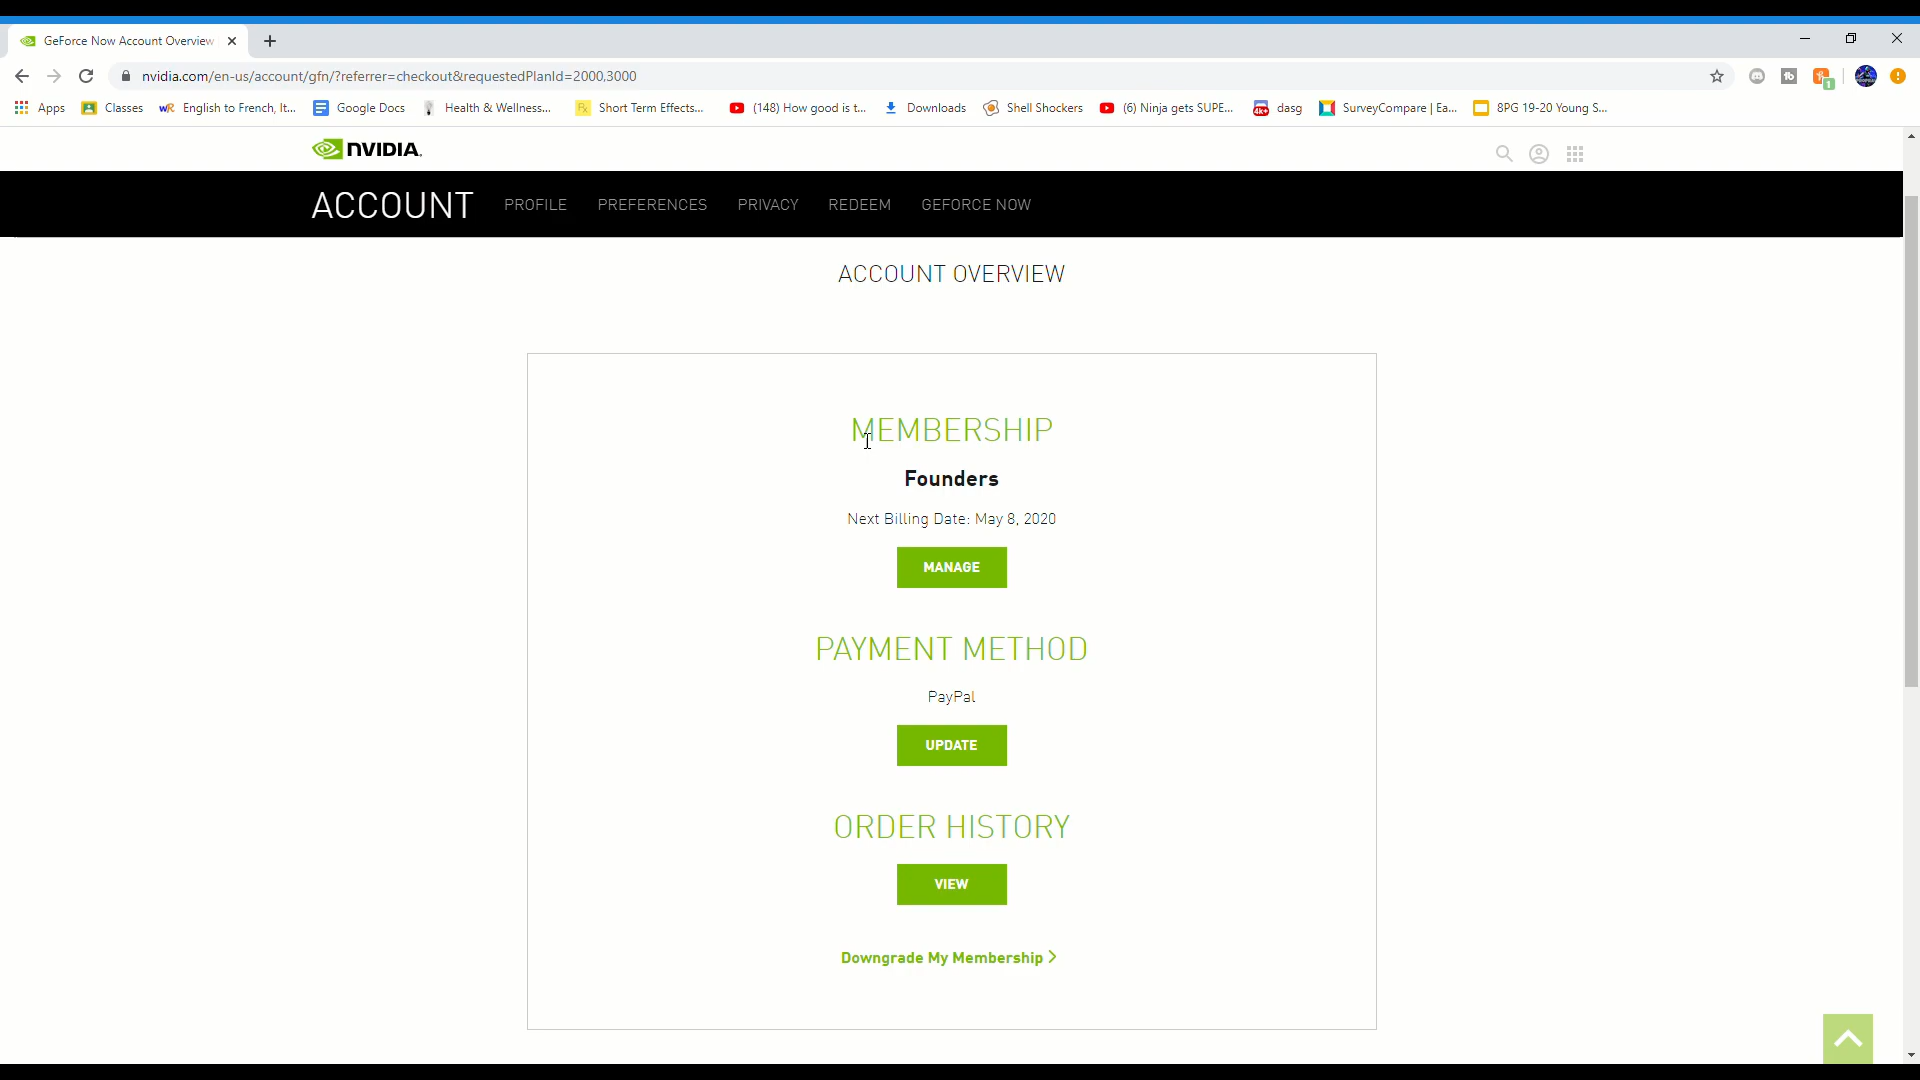 GeForce Now Account Overview
nvidia.com/en-us/account/gfn/?referrer=checkout&requestedPlanId=2000,3000
1
Apps Classes English to French, It... Google Docs Health & Wellness... Short Term Effects... (148) How good is t... Downloads Shell Shockers (6) Ninja gets SUPE... dasg SurveyCompare | Ea... 8PG 19-20 Young S...
NVIDIA.
ACCOUNT PROFILE PREFERENCES PRIVACY REDEEM GEFORCE NOW
ACCOUNT OVERVIEW
MEMBERSHIP
Founders
Next Billing Date: May 8, 2020
MANAGE
PAYMENT METHOD
PayPal
UPDATE
ORDER HISTORY
VIEW
Downgrade My Membership >